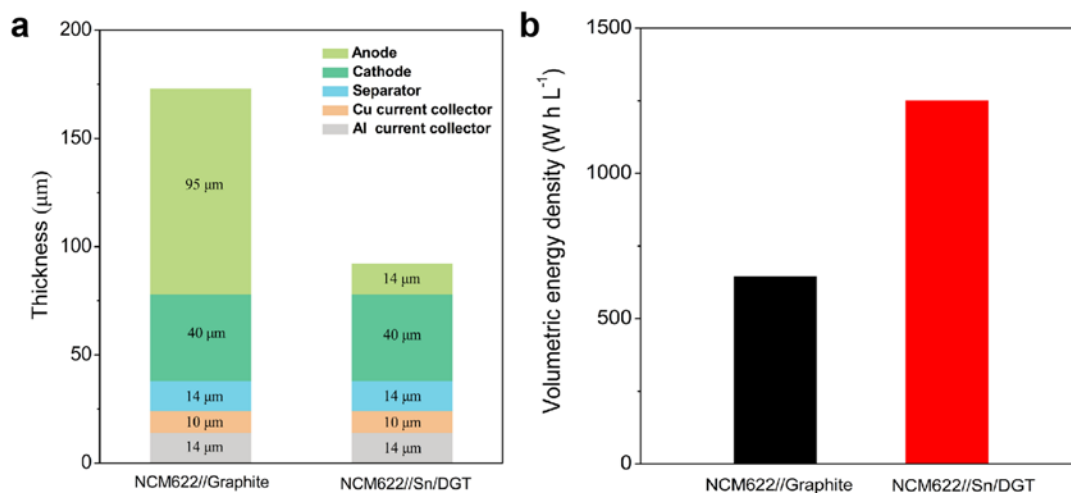 a
200
150
100
50
0
Thickness (μm)
Anode
Cathode
Separator
Cu current collector
Al current collector
95 μm
40 μm
14 μm
10 μm
14 μm
14 μm
40 μm
14 μm
10 μm
14 μm
NCM622//Graphite
NCM622//Sn/DGT
b
1500
1000
500
0
Volumetric energy density (W h L⁻¹)
NCM622//Graphite
NCM622//Sn/DGT